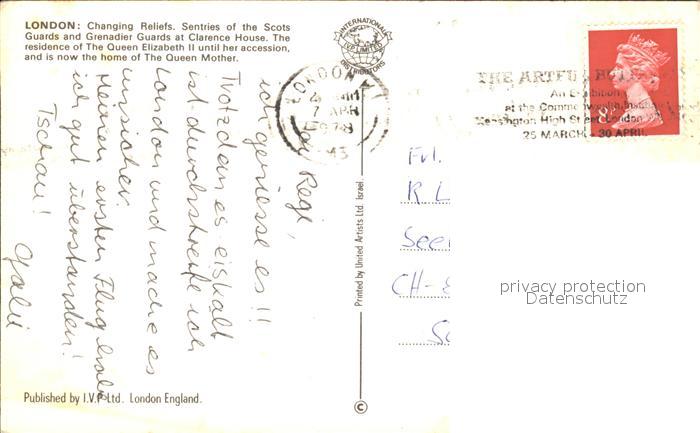 LONDON: Changing Reliefs. Sentries of the Scots
Guards and Grenadier Guards at Clarence House. The
residence of The Queen Elizabeth II until her accession,
and is now the home of The Queen Mother.
INTERNATIONAL
I.V.P. LIMITED
DISTRIBUTORS
LONDON
7 APR
1978
THE ARTFUL
An Exhibition
at the Commonwealth Institute
Kensington High Street London
25 MARCH - 30 APRIL
Regi,
ich geniesse es!!
Trotzdem es eiskalt
ist durchstreife ich
London und mache es
unsicher.
Meinen ersten Flug habe
ich gut überstanden!
Tschau!
Frl.
R L
See
CH-
Printed by United Artists Ltd. Israel.
©
Published by I.V.P Ltd. London England.
privacy protection
Datenschutz